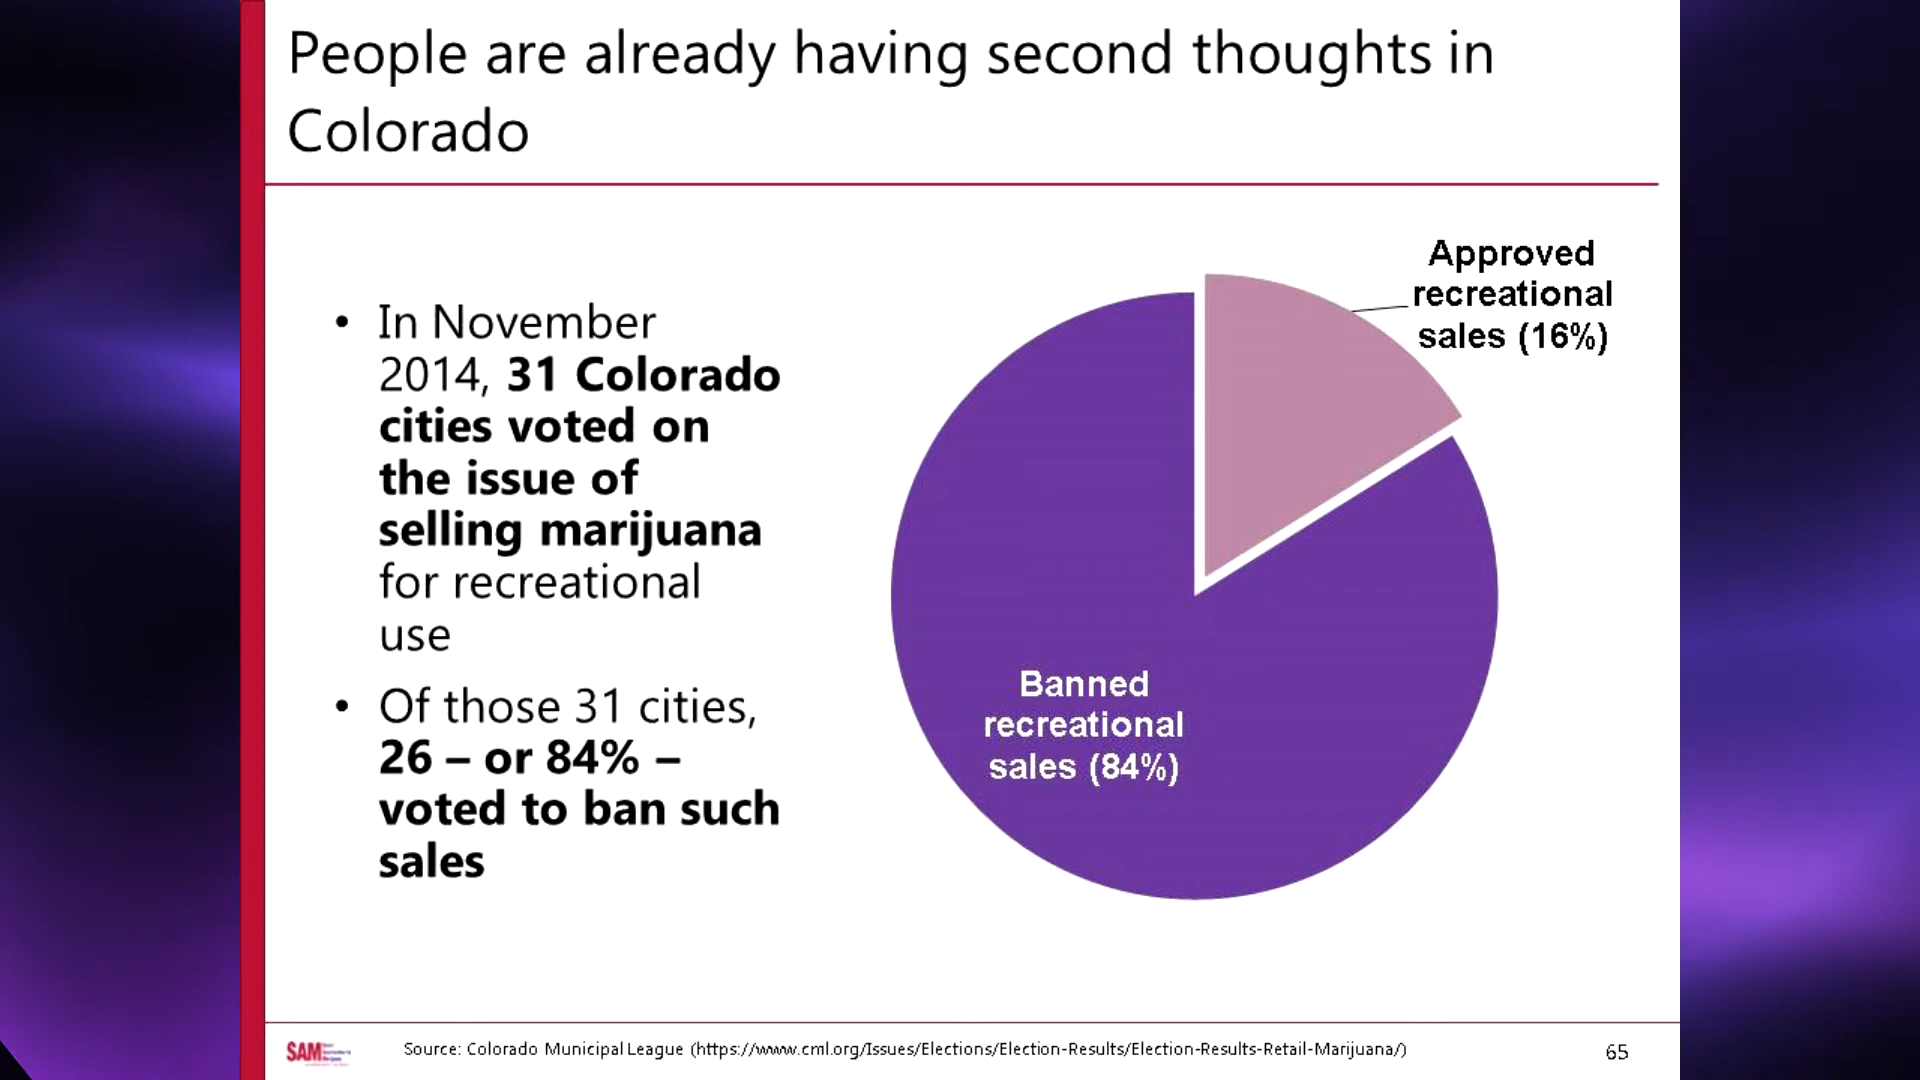 People are already having second thoughts in
Colorado
Approved
recreational
sales (16%)
• In November
2014, 31 Colorado
cities voted on
the issue of
selling marijuana
for recreational
use
• Of those 31 cities,
26 – or 84% –
voted to ban such
sales
Banned
recreational
sales (84%)
SAM
Source: Colorado Municipal League (https://www.cml.org/Issues/Elections/Election-Results/Election-Results-Retail-Marijuana/)
65